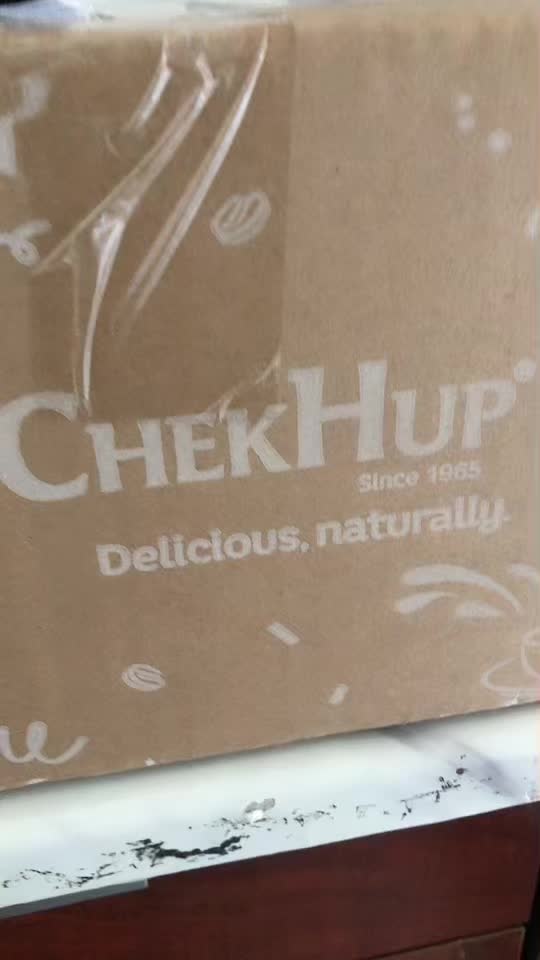 CHEKHUP®
Since 1965
Delicious, naturally.